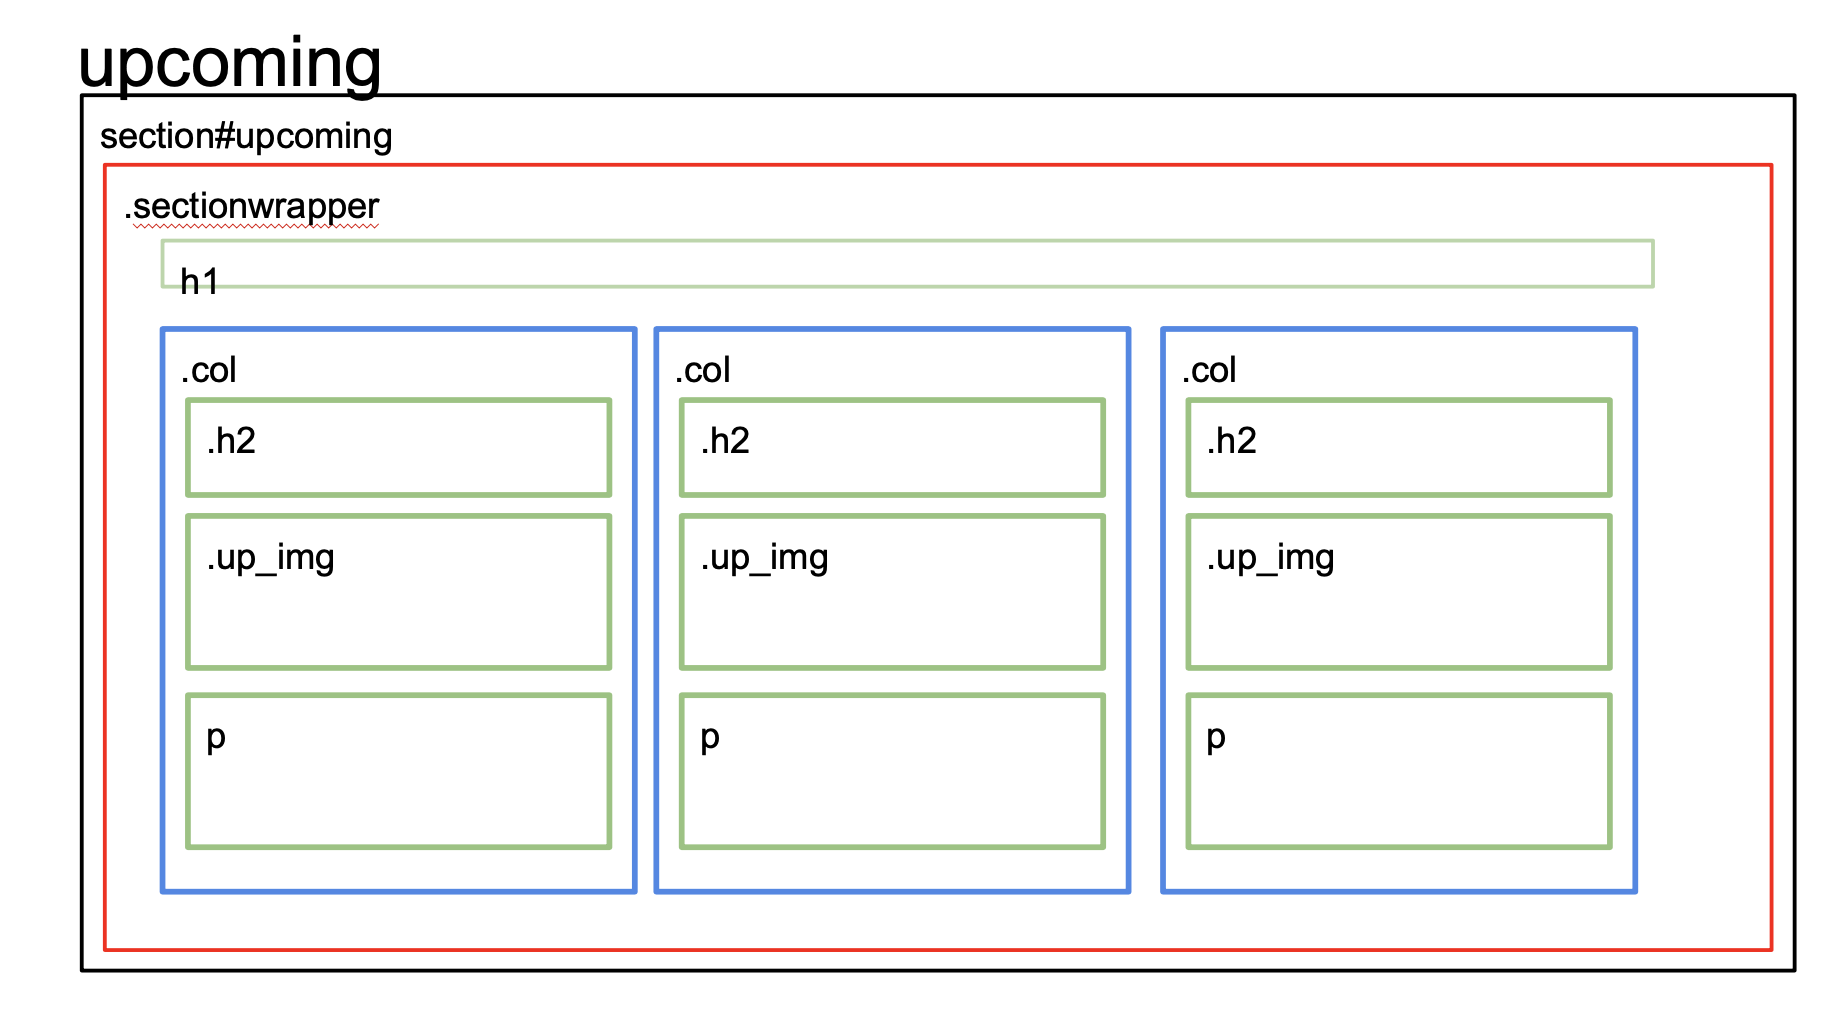 upcoming
section#upcoming
.sectionwrapper
h1
.col
.h2
.up_img
p
.col
.h2
.up_img
p
.col
.h2
.up_img
p